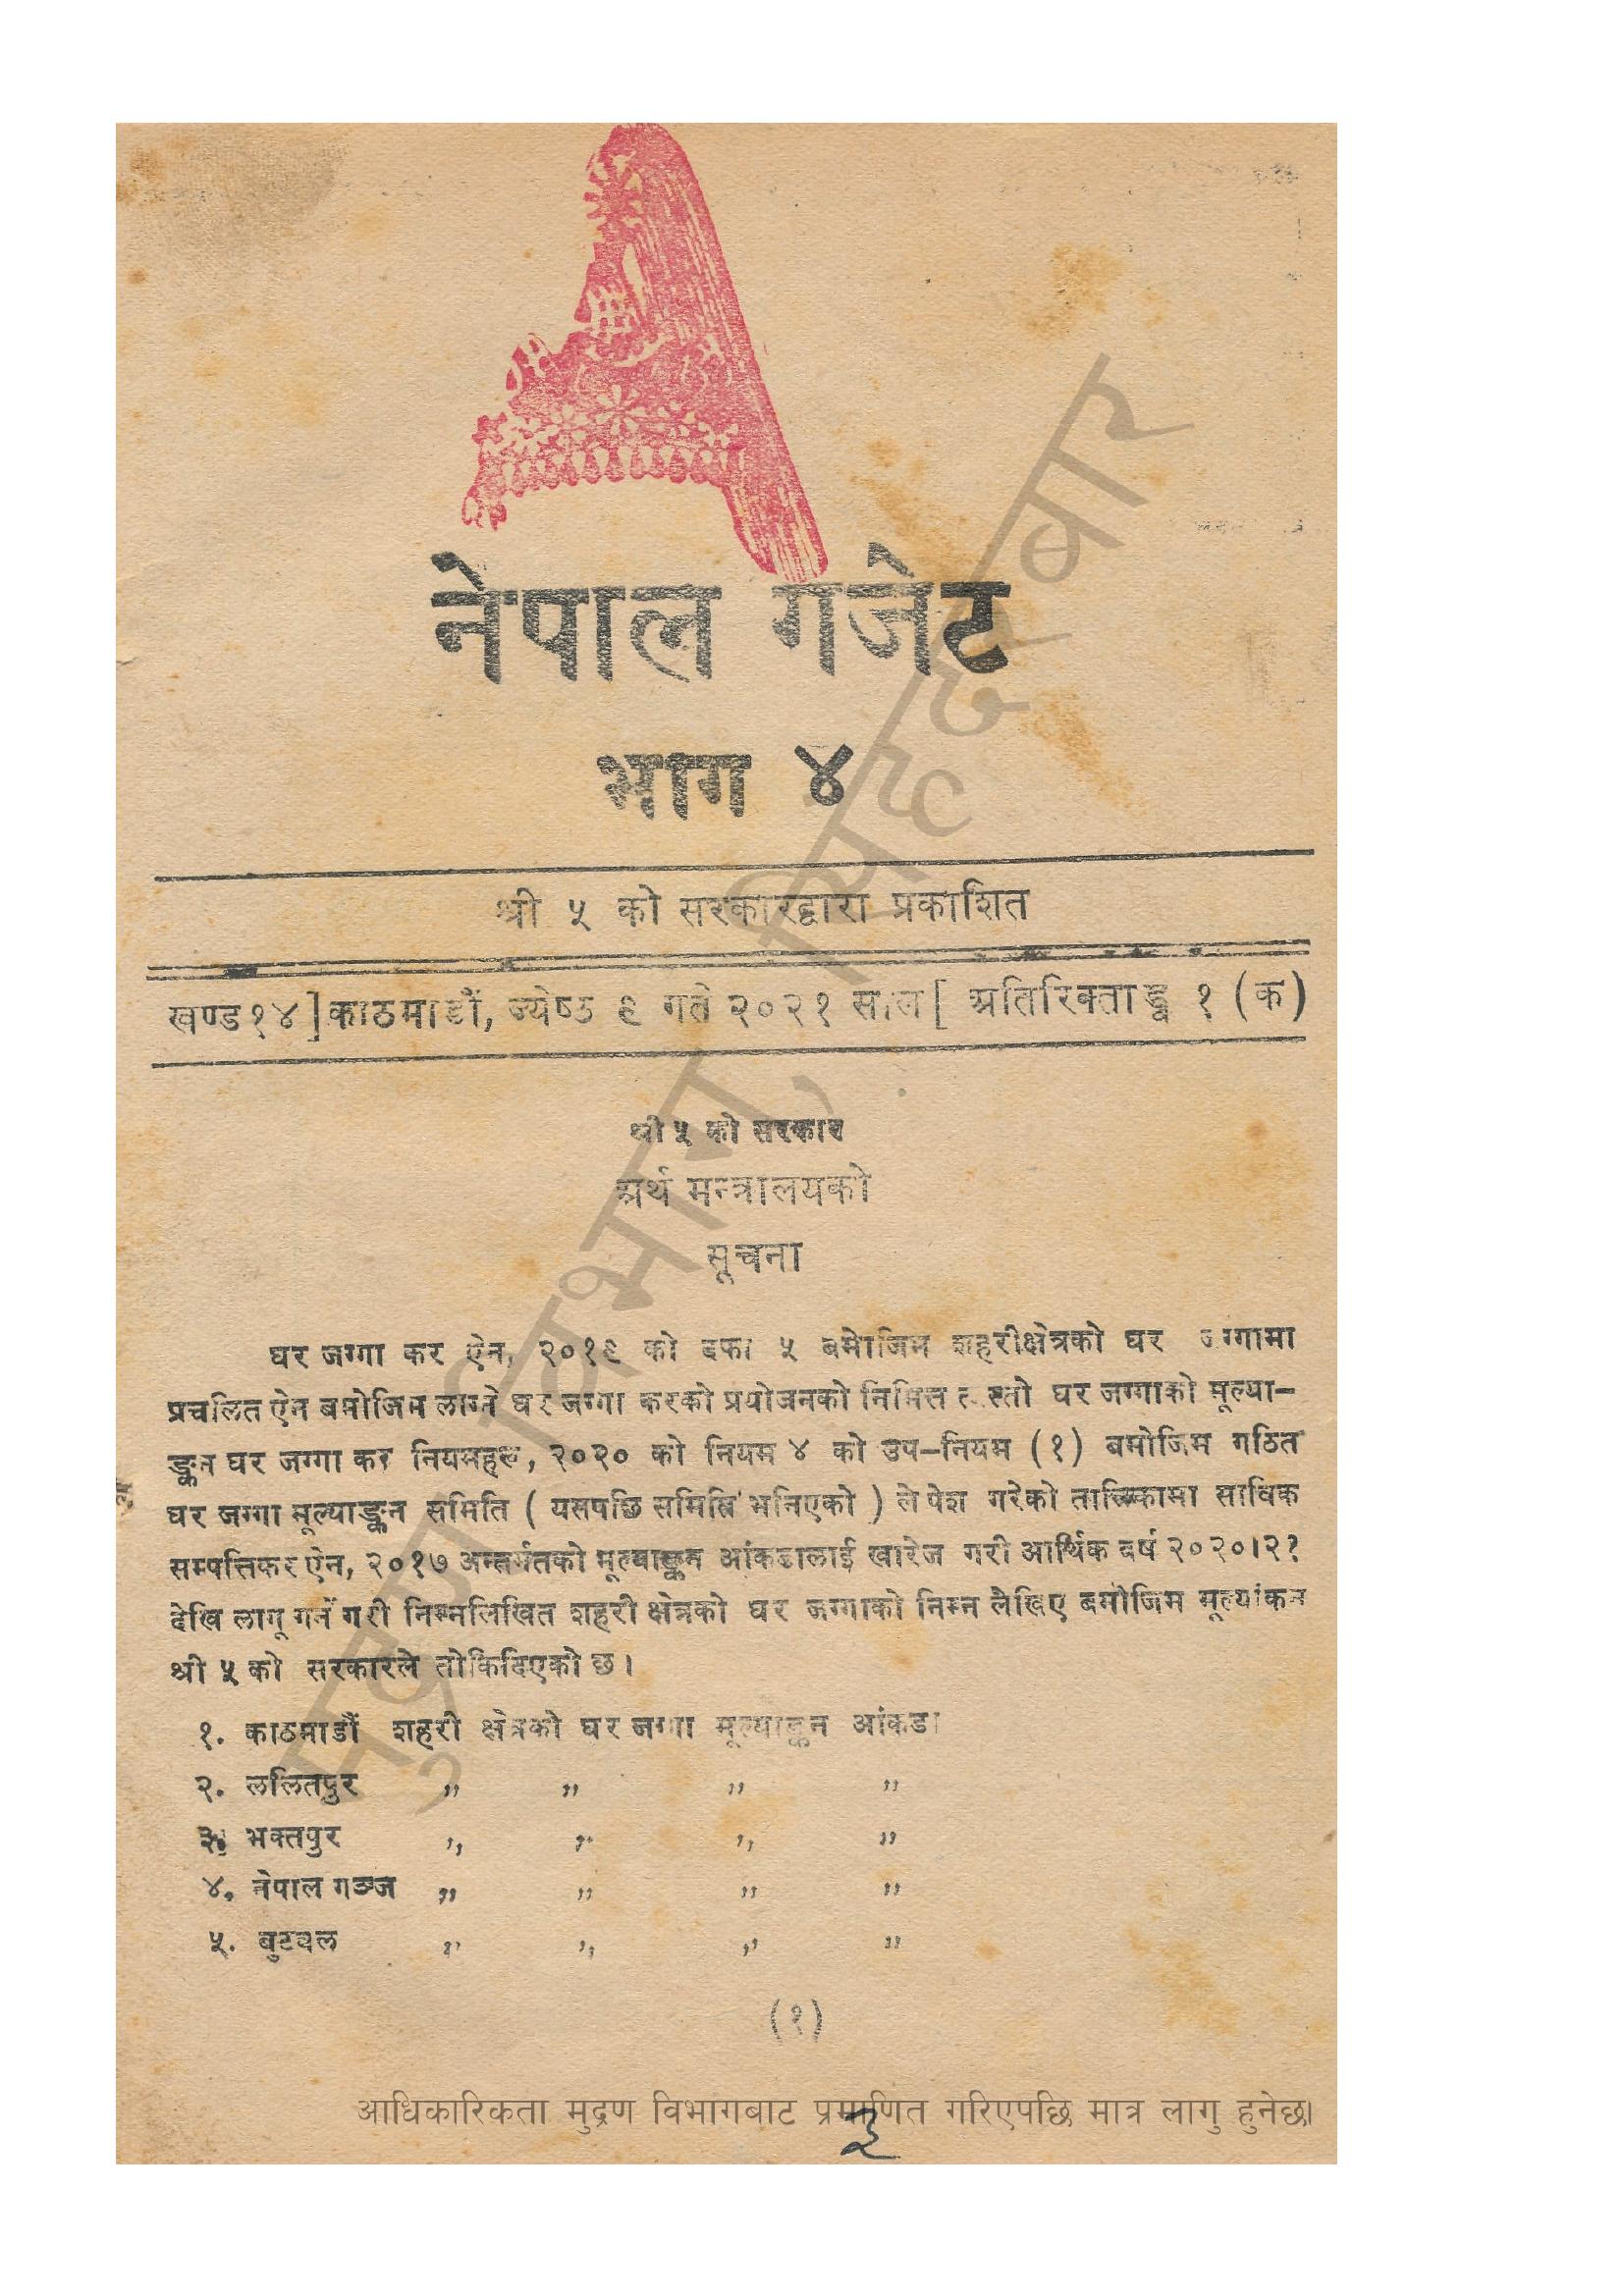 नेपाल गजेट
भाग ४
श्री ५ को सरकारद्वारा प्रकाशित
खण्ड १४ ] काठमाडौं, ज्येष्ठ ९ गते २०२१ साल [ अतिरिक्ताङ्क १ (क)
श्री ५ को सरकार
अर्थ मन्त्रालयको
सूचना
घर जग्गा कर ऐन, २०१९ को दफा ५ बमोजिम शहरीक्षेत्रको घर जग्गामा
प्रचलित ऐन बमोजिम लाग्ने घर जग्गा करको प्रयोजनको निमित्त त्यस्तो घर जग्गाको मूल्या-
ङ्कन घर जग्गा कर नियमहरू, २०२० को नियम ४ को उप-नियम (१) बमोजिम गठित
घर जग्गा मूल्याङ्कन समिति ( यसपछि समिति भनिएको ) ले पेश गरेको तालिकामा साविक
सम्पत्तिकर ऐन, २०१७ अन्तर्गतको मूल्याङ्कन आंकडालाई खारेज गरी आर्थिक वर्ष २०२०।२१
देखि लागू गर्ने गरी निम्नलिखित शहरी क्षेत्रको घर जग्गाको निम्न लेखिए बमोजिम मूल्यांकन
श्री ५ को सरकारले तोकिदिएको छ।
१. काठमाडौं शहरी क्षेत्रको घर जग्गा मूल्याङ्कन आंकडा
२. ललितपुर ,, ,, ,, ,,
३. भक्तपुर ,, ,, ,, ,,
४. नेपाल गञ्ज ,, ,, ,, ,,
५. बुटवल ,, ,, ,, ,,
(१)
आधिकारिकता मुद्रण विभागबाट प्रमाणित गरिएपछि मात्र लागु हुनेछ।
३
मुद्रण विभाग, सिंहदरबार